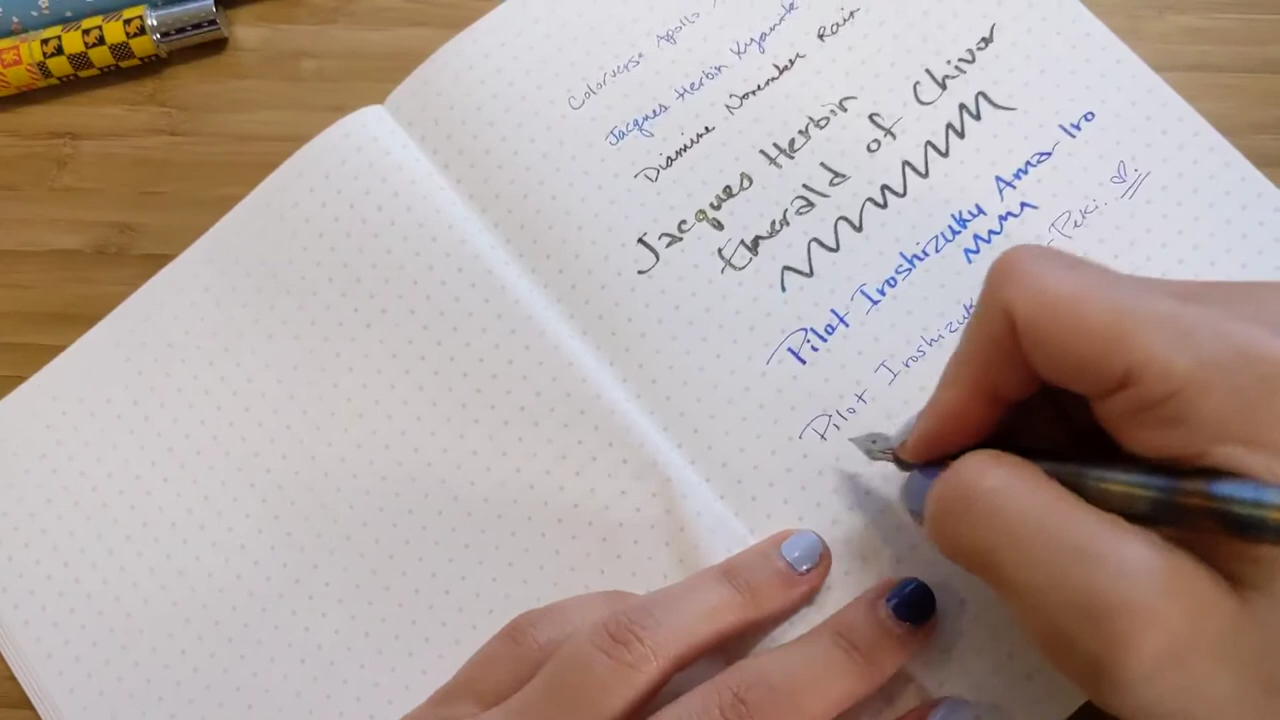 Colorverse Apollo
Jacques Herbin Kyanite
Diamine November Rain
Jacques Herbin
Emerald of Chivor
Pilot Iroshizuku Ama-Iro
-Peki.
Pilot Iroshizuk